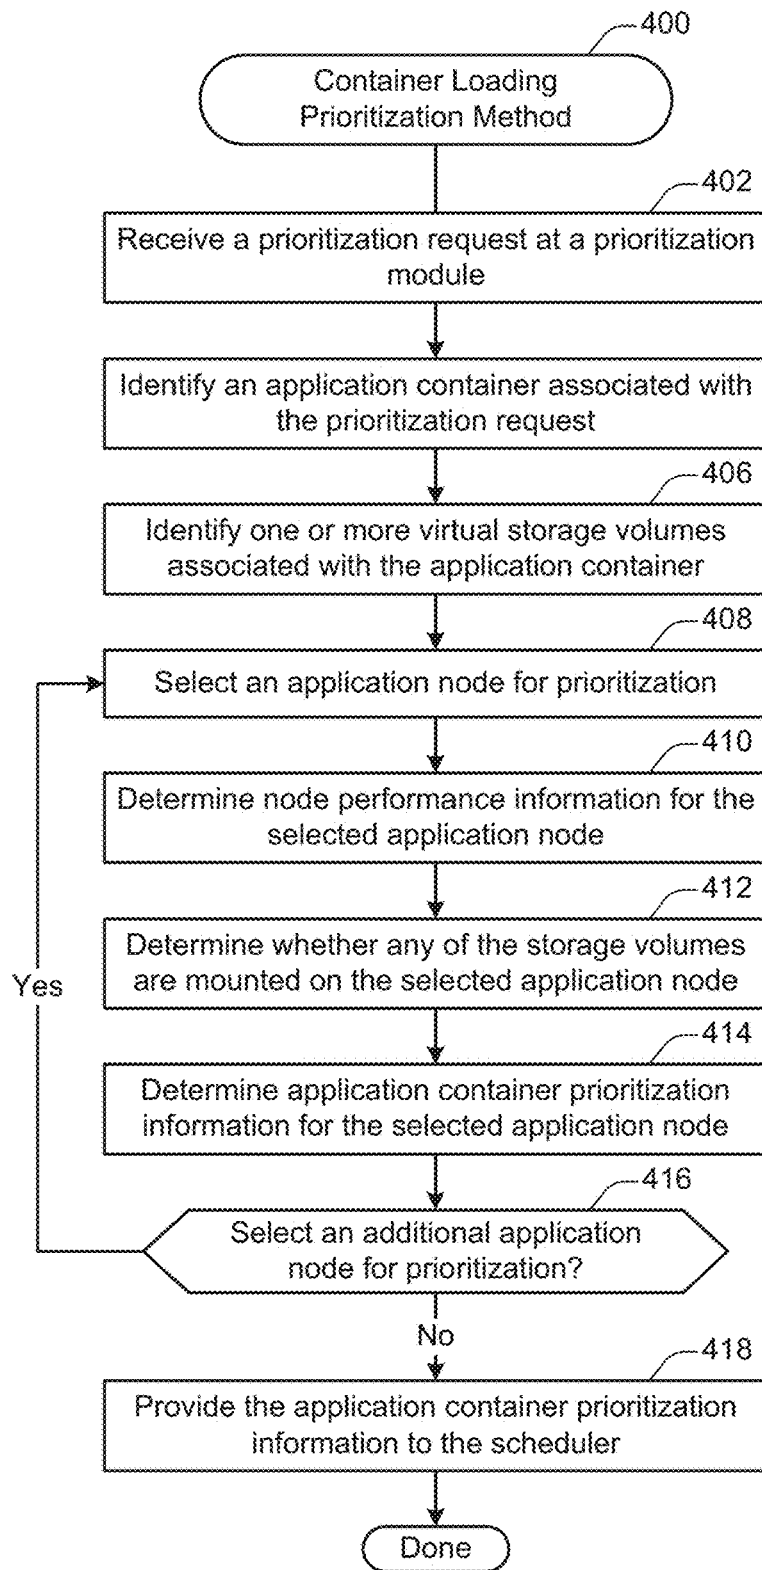 400
Container Loading
Prioritization Method
402
Receive a prioritization request at a prioritization
module
Identify an application container associated with
the prioritization request
406
Identify one or more virtual storage volumes
associated with the application container
408
Select an application node for prioritization
410
Determine node performance information for the
selected application node
412
Determine whether any of the storage volumes
are mounted on the selected application node
Yes
414
Determine application container prioritization
information for the selected application node
416
Select an additional application
node for prioritization?
No
418
Provide the application container prioritization
information to the scheduler
Done